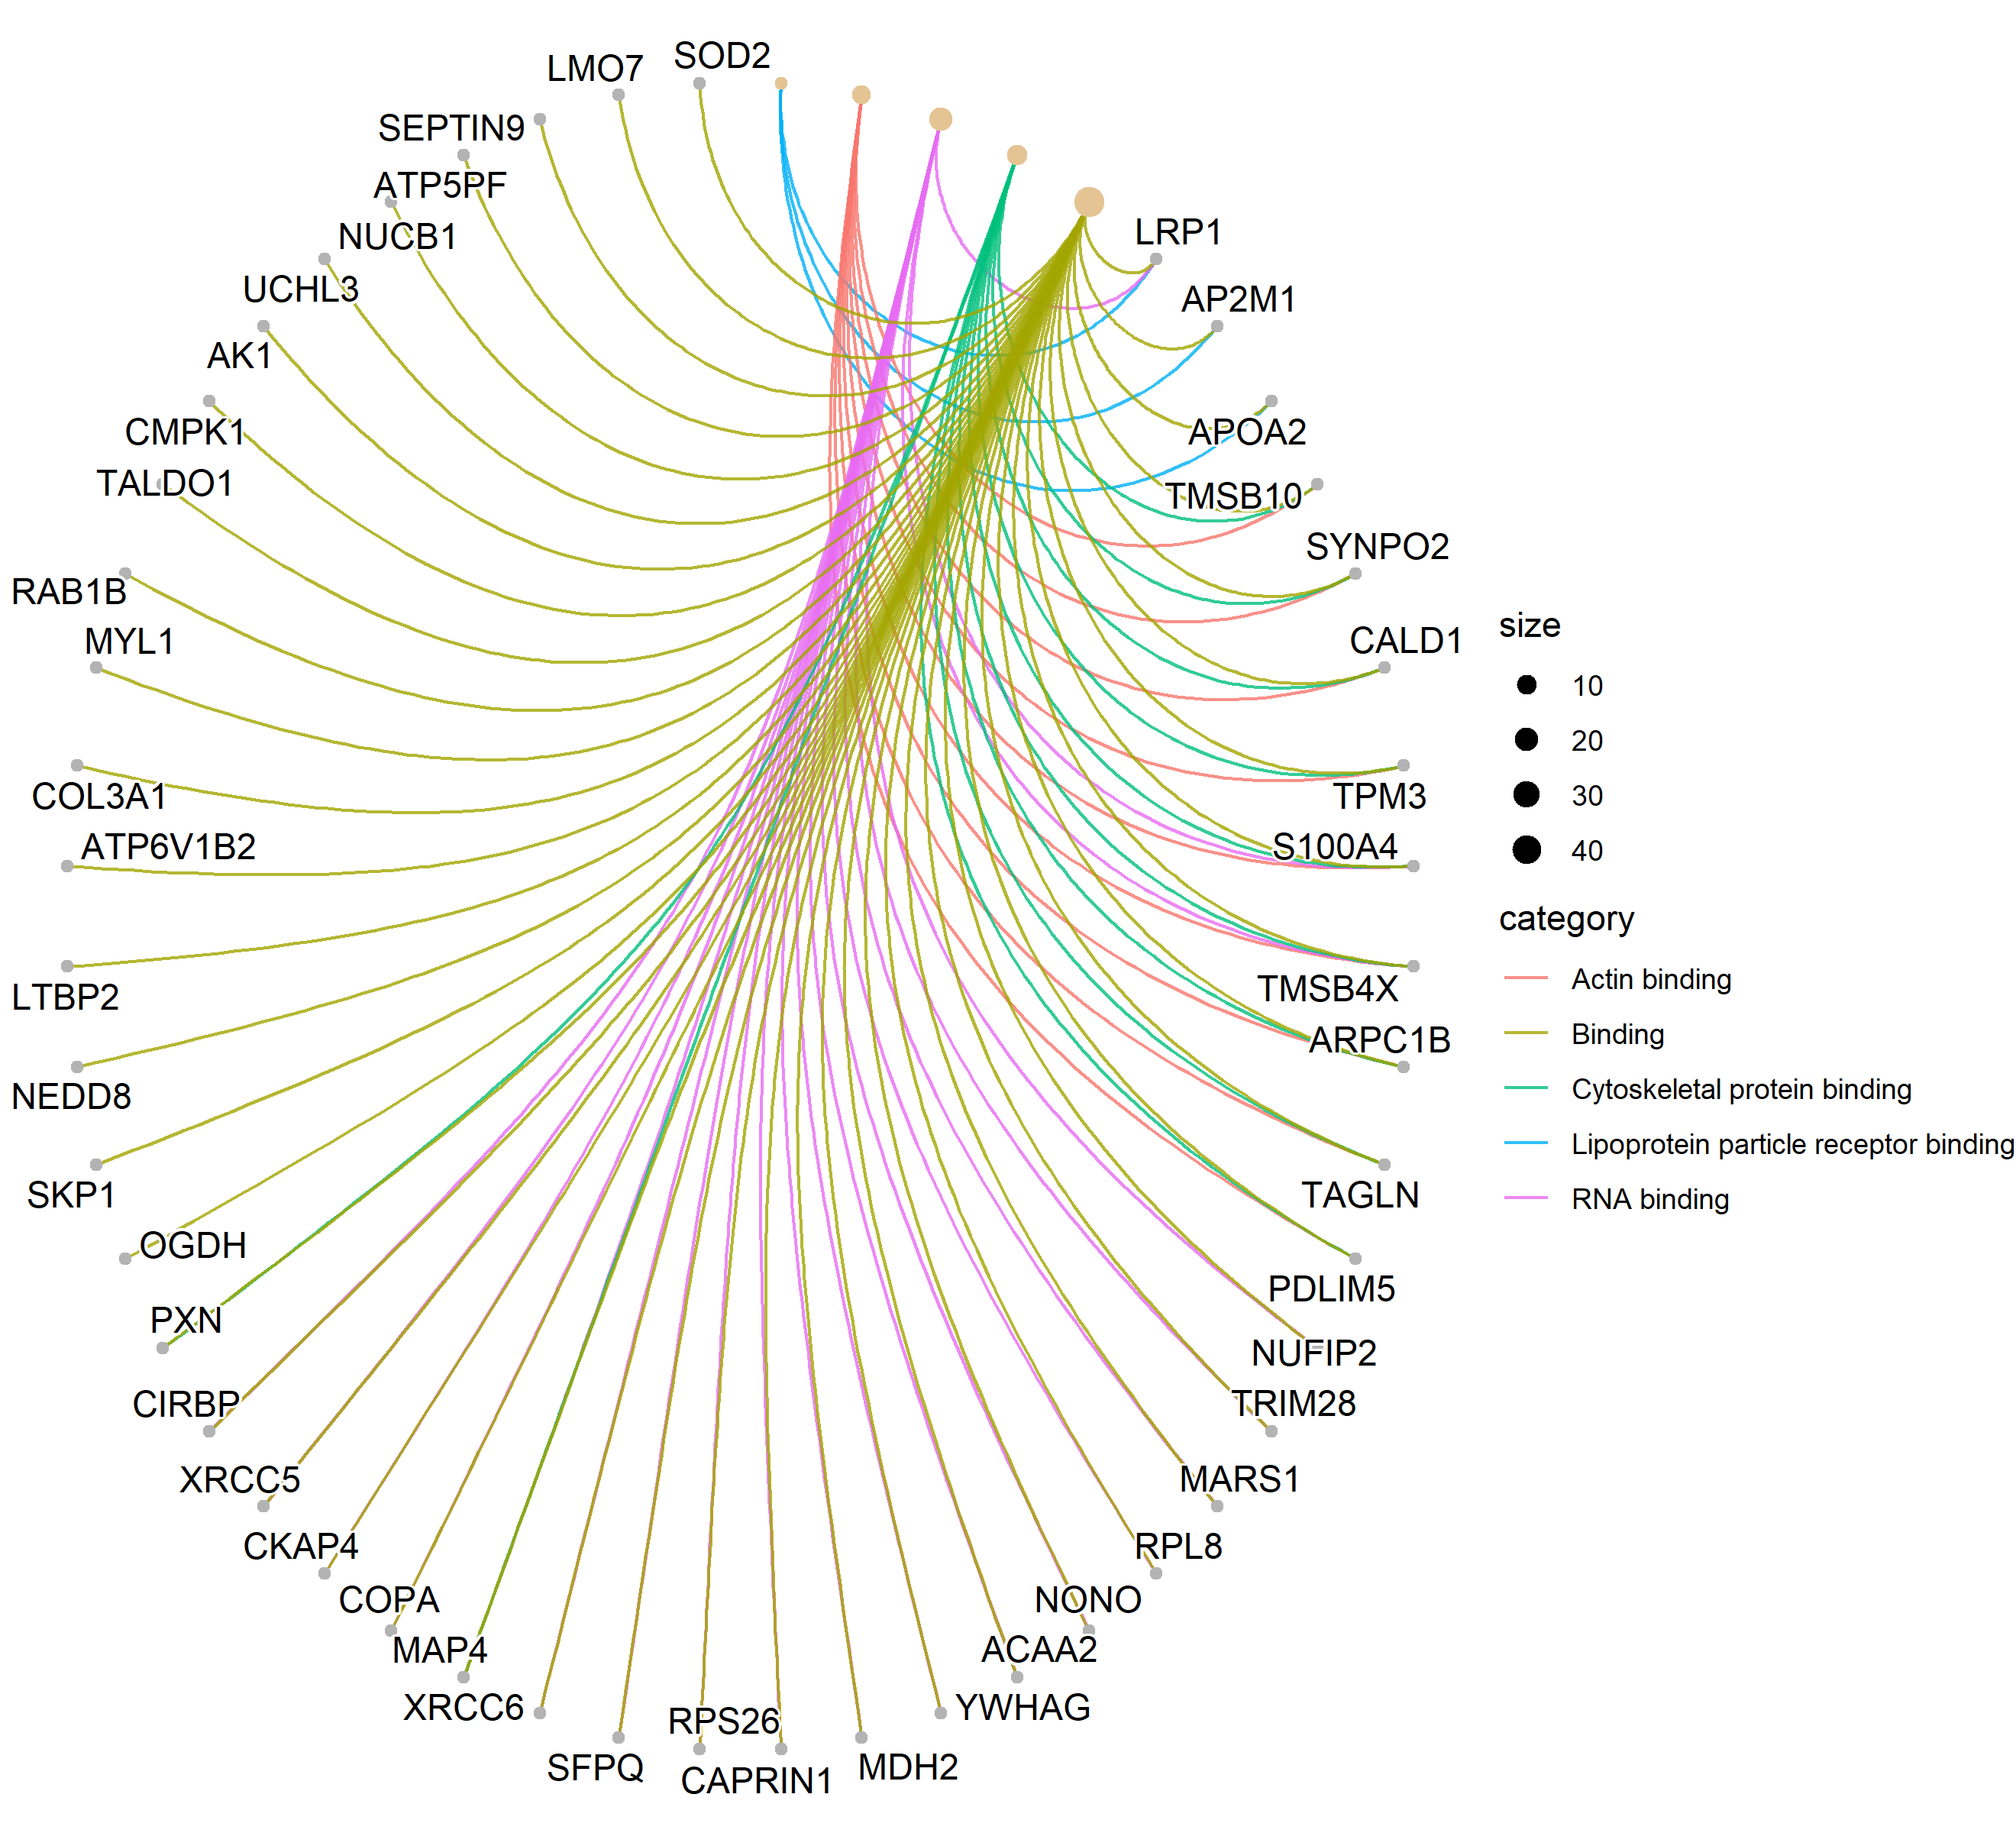 SOD2
LMO7
SEPTIN9
ATP5PF
NUCB1
UCHL3
AK1
CMPK1
TALDO1
RAB1B
MYL1
COL3A1
ATP6V1B2
LTBP2
NEDD8
SKP1
OGDH
PXN
CIRBP
XRCC5
CKAP4
COPA
MAP4
XRCC6
SFPQ
RPS26
CAPRIN1
MDH2
YWHAG
ACAA2
NONO
RPL8
MARS1
TRIM28
NUFIP2
PDLIM5
TAGLN
ARPC1B
TMSB4X
S100A4
TPM3
CALD1
SYNPO2
TMSB10
APOA2
AP2M1
LRP1
size
10
20
30
40
category
Actin binding
Binding
Cytoskeletal protein binding
Lipoprotein particle receptor binding
RNA binding